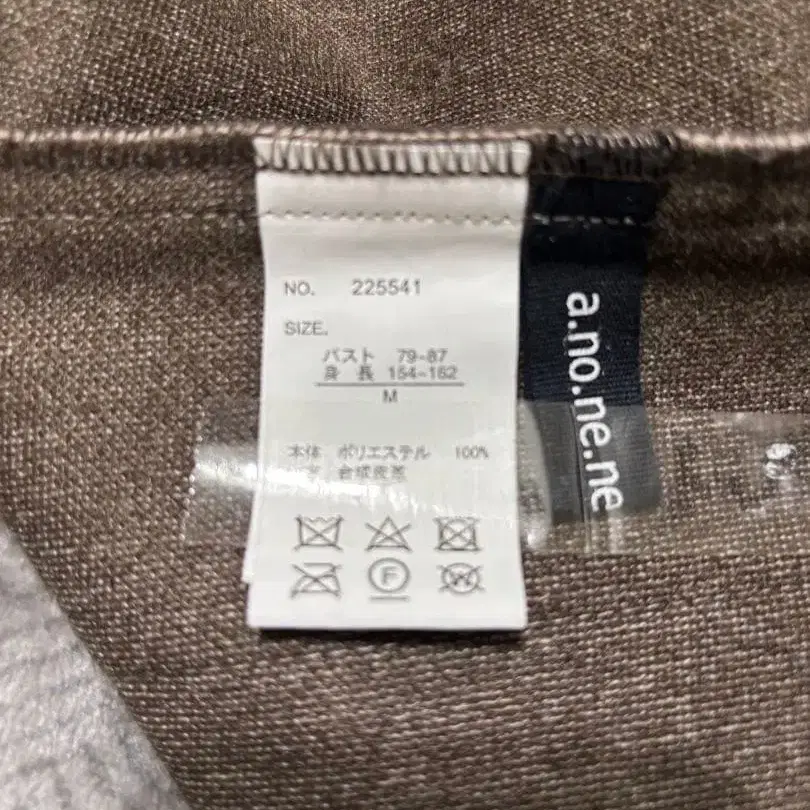 NO. 225541
SIZE.
バスト 79-87
身 長 154-162
M
本体 ポリエステル 100%
合成皮革
F
W
a.no.ne.ne